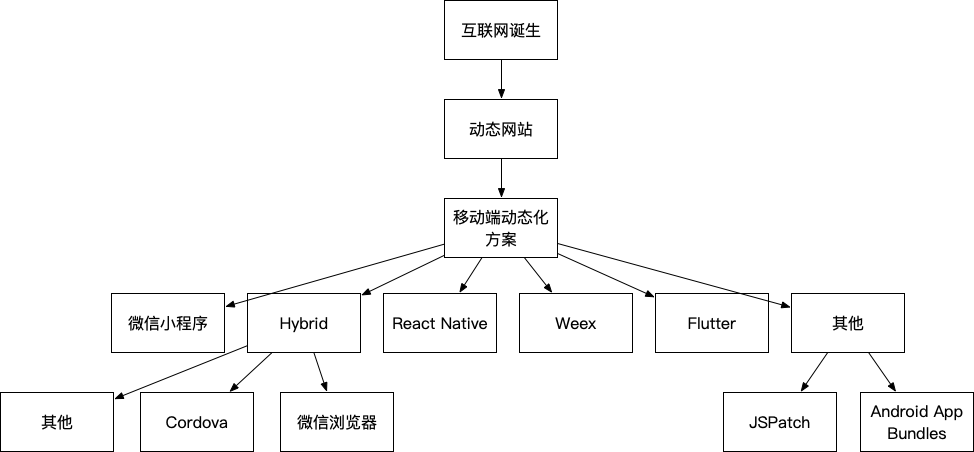 互联网诞生
动态网站
移动端动态化
方案
微信小程序
Hybrid
React Native
Weex
Flutter
其他
其他
Cordova
微信浏览器
JSPatch
Android App
Bundles